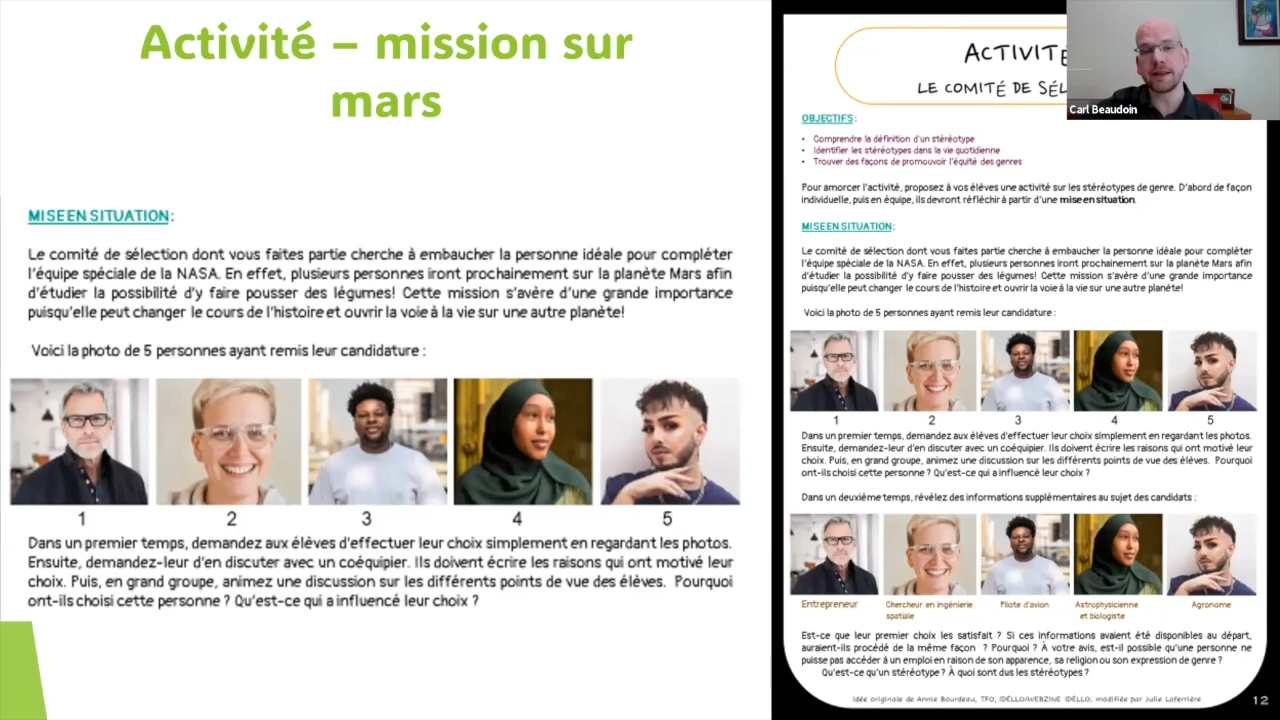 Activité – mission sur
mars
MISE EN SITUATION :
Le comité de sélection dont vous faites partie cherche à embaucher la personne idéale pour compléter
l'équipe spéciale de la NASA. En effet, plusieurs personnes iront prochainement sur la planète Mars afin
d'étudier la possibilité d'y faire pousser des légumes! Cette mission s'avère d'une grande importance
puisqu'elle peut changer le cours de l'histoire et ouvrir la voie à la vie sur une autre planète!
Voici la photo de 5 personnes ayant remis leur candidature :
1 2 3 4 5
Dans un premier temps, demandez aux élèves d'effectuer leur choix simplement en regardant les photos.
Ensuite, demandez-leur d'en discuter avec un coéquipier. Ils doivent écrire les raisons qui ont motivé leur
choix. Puis, en grand groupe, animez une discussion sur les différents points de vue des élèves. Pourquoi
ont-ils choisi cette personne ? Qu'est-ce qui a influencé leur choix ?
ACTIVITÉ
LE COMITÉ DE SÉL
Carl Beaudoin
OBJECTIFS :
• Comprendre la définition d'un stéréotype
• Identifier les stéréotypes dans la vie quotidienne
• Trouver des façons de promouvoir l'équité des genres
Pour amorcer l'activité, proposez à vos élèves une activité sur les stéréotypes de genre. D'abord de façon
individuelle, puis en équipe, ils devront réfléchir à partir d'une mise en situation.
MISE EN SITUATION :
Le comité de sélection dont vous faites partie cherche à embaucher la personne idéale pour compléter
l'équipe spéciale de la NASA. En effet, plusieurs personnes iront prochainement sur la planète Mars afin
d'étudier la possibilité d'y faire pousser des légumes! Cette mission s'avère d'une grande importance
puisqu'elle peut changer le cours de l'histoire et ouvrir la voie à la vie sur une autre planète!
Voici la photo de 5 personnes ayant remis leur candidature :
1 2 3 4 5
Dans un premier temps, demandez aux élèves d'effectuer leur choix simplement en regardant les photos.
Ensuite, demandez-leur d'en discuter avec un coéquipier. Ils doivent écrire les raisons qui ont motivé leur
choix. Puis, en grand groupe, animez une discussion sur les différents points de vue des élèves. Pourquoi
ont-ils choisi cette personne ? Qu'est-ce qui a influencé leur choix ?
Dans un deuxième temps, révélez des informations supplémentaires au sujet des candidats :
Entrepreneur Chercheur en ingénierie Pilote d'avion Astrophysicienne Agronome
spatiale et biologiste
Est-ce que leur premier choix les satisfait ? Si ces informations avaient été disponibles au départ,
auraient-ils procédé de la même façon ? Pourquoi ? À votre avis, est-il possible qu'une personne ne
puisse pas accéder à un emploi en raison de son apparence, sa religion ou son expression de genre ?
Qu'est-ce qu'un stéréotype ? À quoi sont dus les stéréotypes ?
Idée originale de Annie Bourdeau, TFO, IDÉLLO/WEBZINE IDÉLLO, modifiée par Julie Laferrière
12